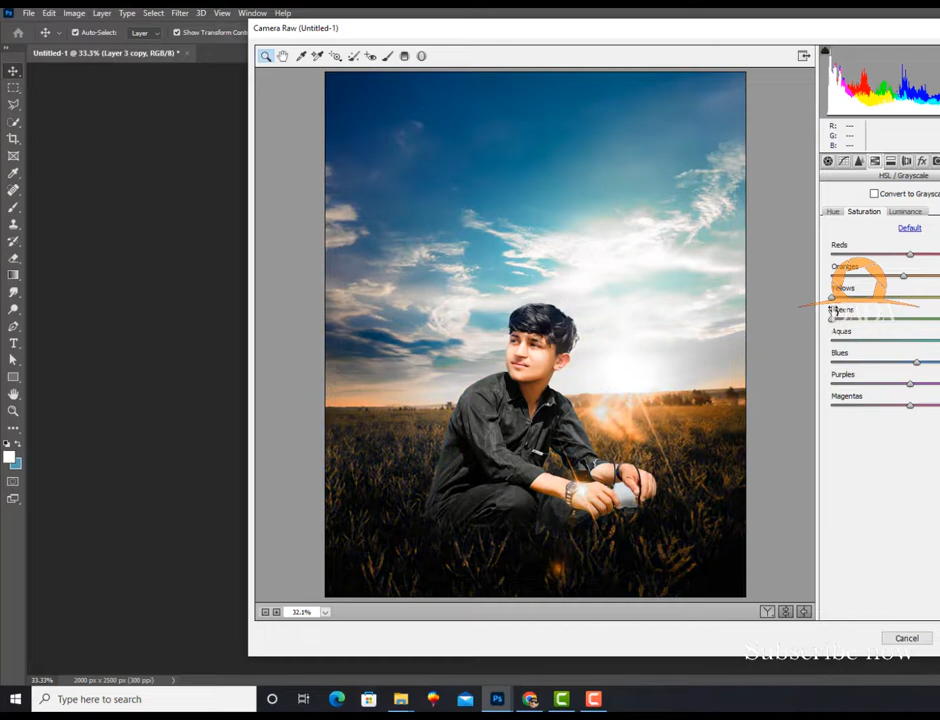 Ps File Edit Image Layer Type Select Filter 3D View Window Help
Auto-Select: Layer Show Transform Cont
Untitled-1 @ 33.3% (Layer 3 copy, RGB/8) *
Camera Raw (Untitled-1)
R: ---
G: ---
B: ---
HSL / Grayscale
Convert to Grayscale
Hue Saturation Luminance
Default
Reds
Oranges
Yellows
Aquas
Blues
Purples
Magentas
32.1%
Cancel
Subscribe now
33.33% 2000 px x 2500 px (300 ppi)
Type here to search
Ps